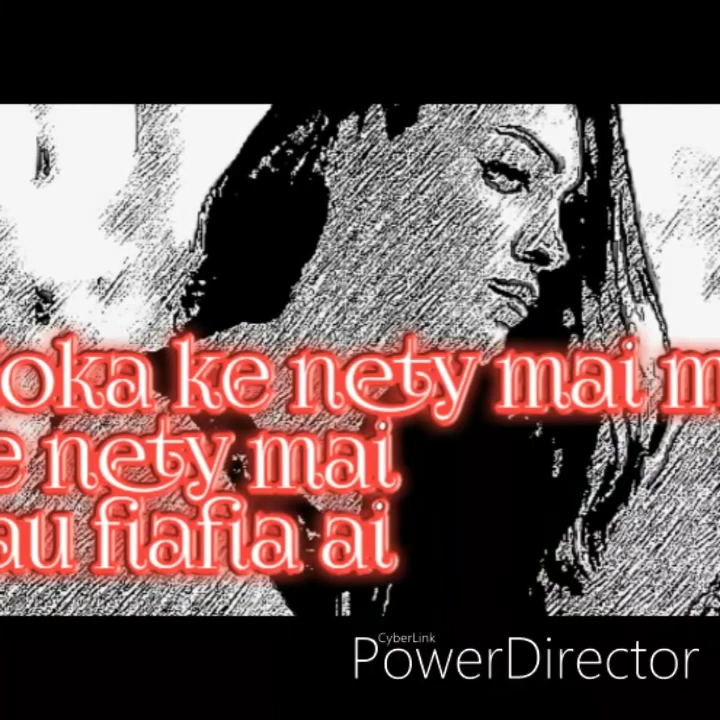 oka ke nety mai m
e nety mai
au fiafia ai
CyberLink
PowerDirector